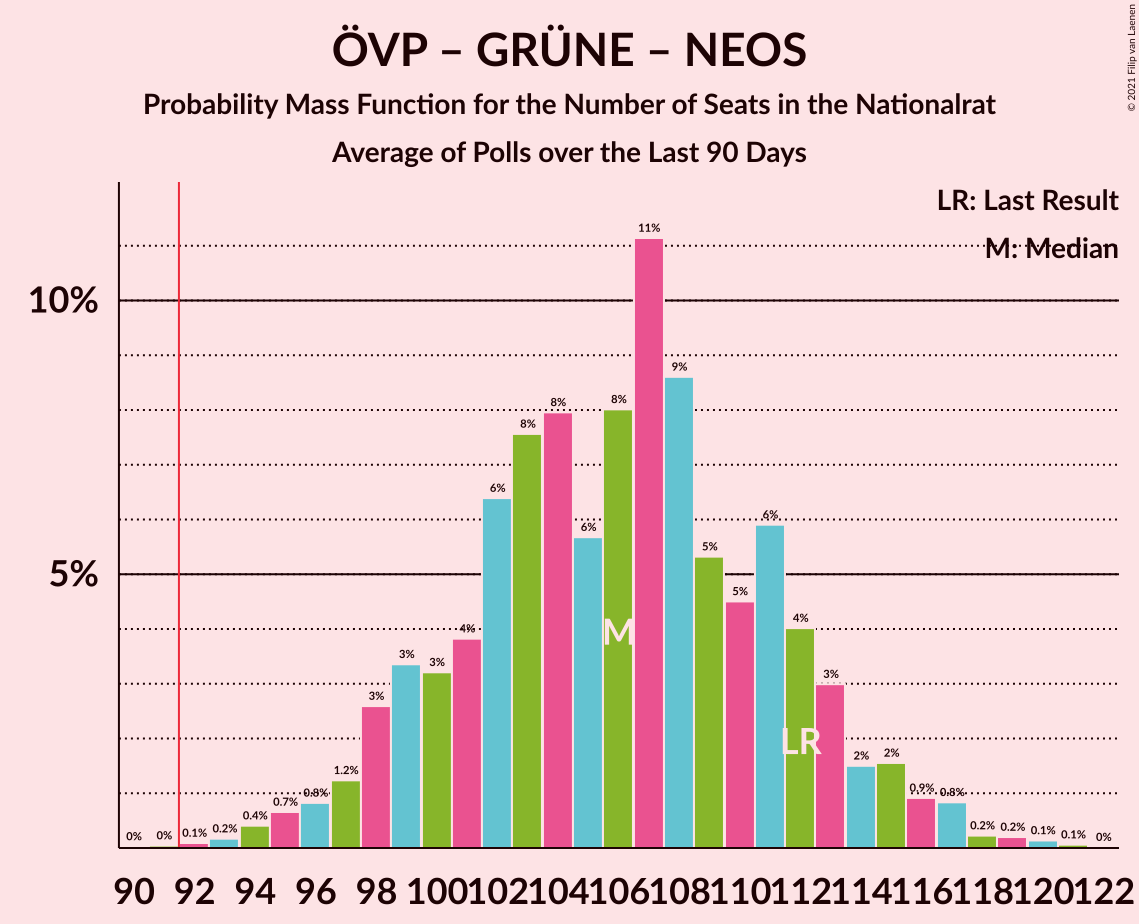 ÖVP – GRÜNE – NEOS
Probability Mass Function for the Number of Seats in the Nationalrat
Average of Polls over the Last 90 Days
© 2021 Filip van Laenen
LR: Last Result
M: Median
10%
5%
0% 0% 0.1% 0.2% 0.4% 0.7% 0.8% 1.2% 3% 3% 3% 4% 6% 8% 8% 6% 8% 11% 9% 5% 5% 6% 4% 3% 2% 2% 0.9% 0.8% 0.2% 0.2% 0.1% 0.1% 0%
M
LR
90 92 94 96 98 100 102 104 106 108 110 112 114 116 118 120 122